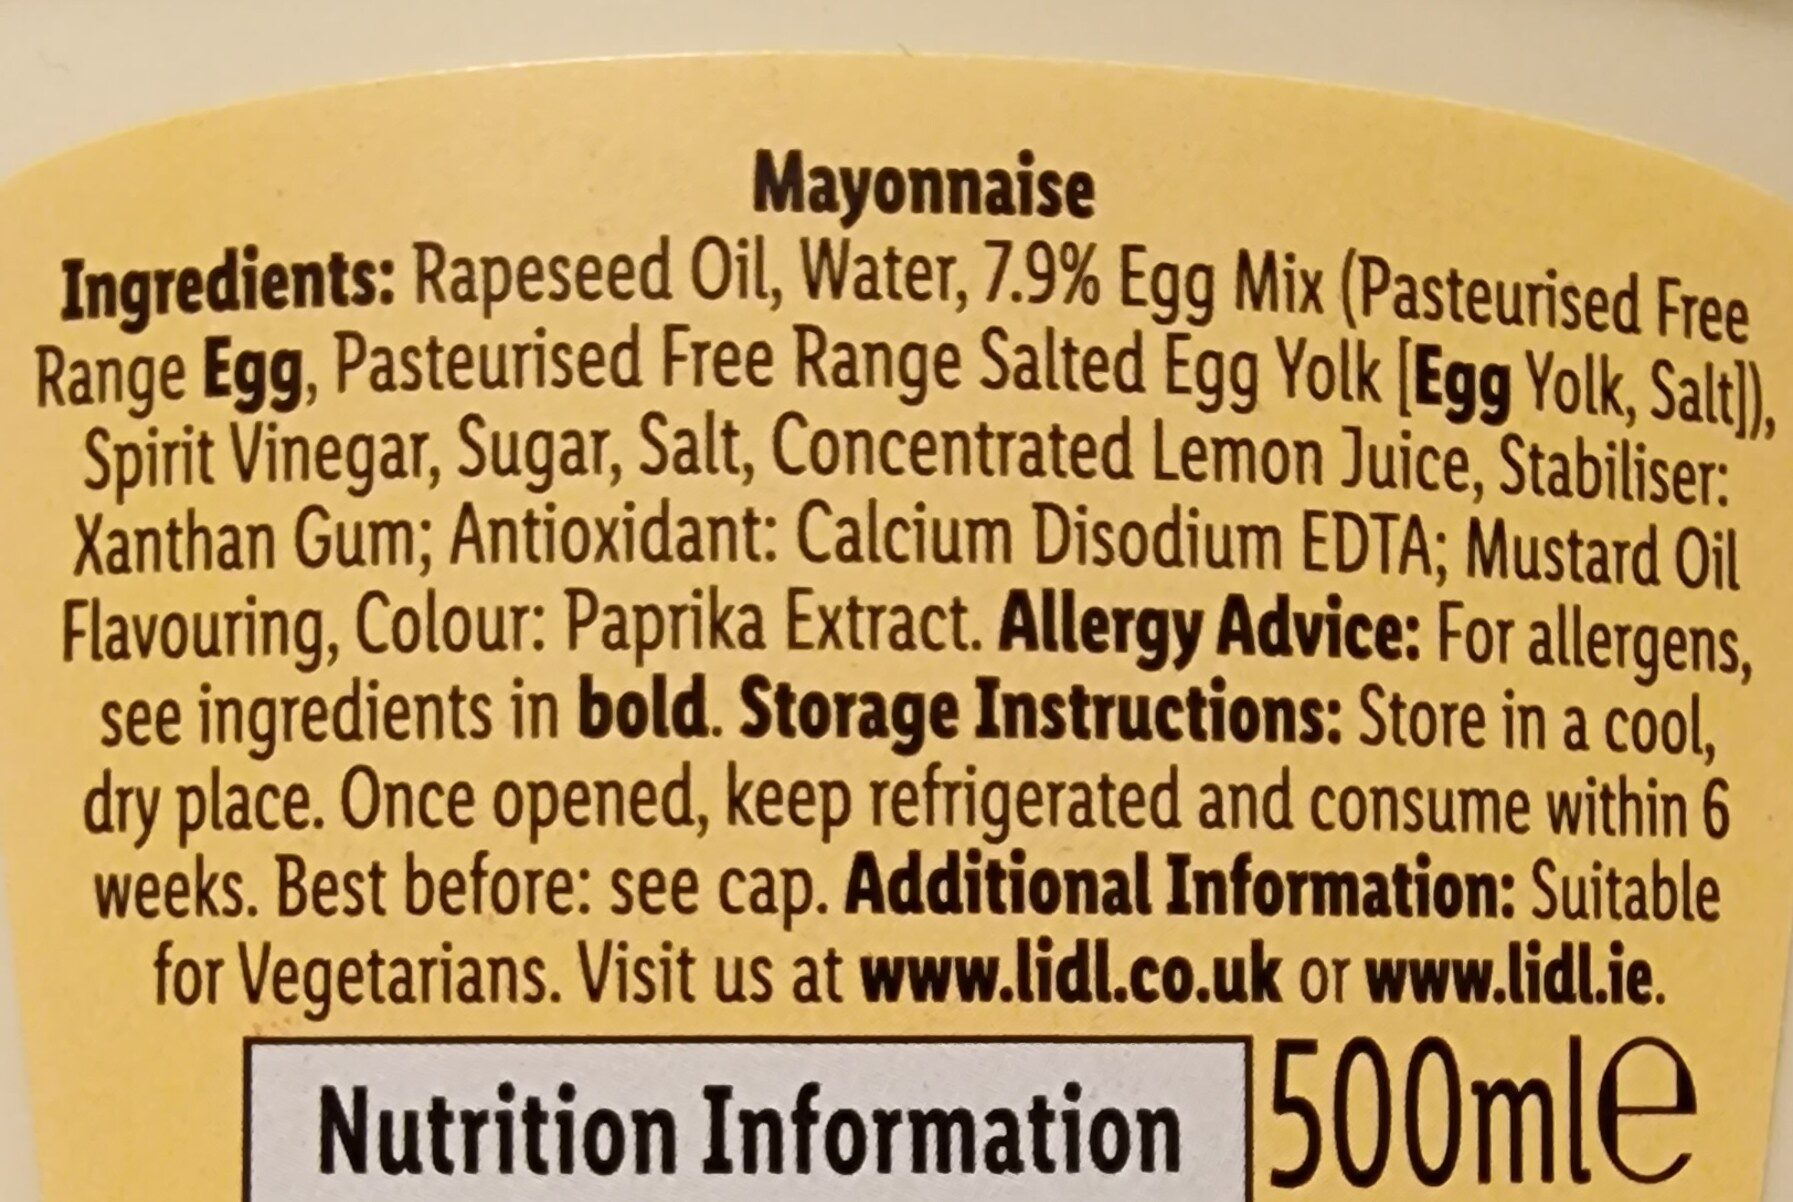 Mayonnaise
Ingredients: Rapeseed Oil, Water, 7.9% Egg Mix (Pasteurised Free
Range Egg, Pasteurised Free Range Salted Egg Yolk [Egg Yolk, Salt]),
Spirit Vinegar, Sugar, Salt, Concentrated Lemon Juice, Stabiliser:
Xanthan Gum; Antioxidant: Calcium Disodium EDTA; Mustard Oil
Flavouring, Colour: Paprika Extract. Allergy Advice: For allergens,
see ingredients in bold. Storage Instructions: Store in a cool,
dry place. Once opened, keep refrigerated and consume within 6
weeks. Best before: see cap. Additional Information: Suitable
for Vegetarians. Visit us at www.lidl.co.uk or www.lidl.ie.
Nutrition Information
500ml℮